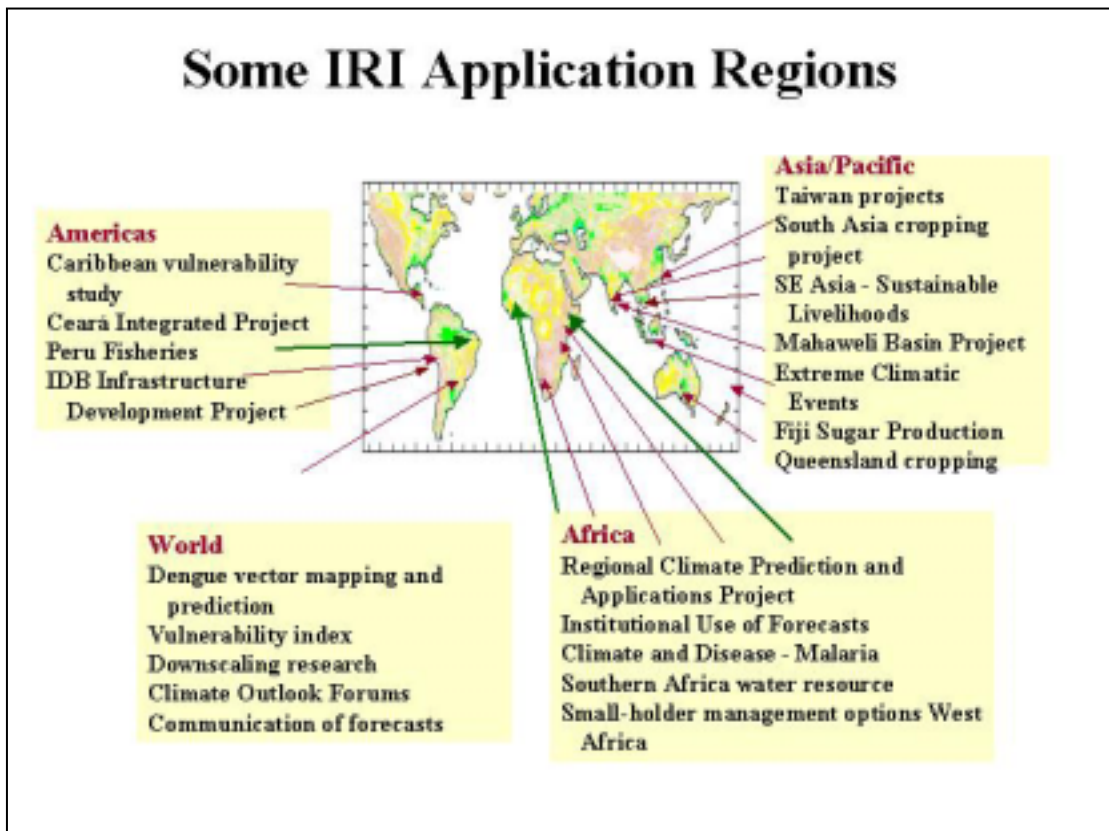 Some IRI Application Regions
Americas
Caribbean vulnerability
study
Ceará Integrated Project
Peru Fisheries
IDB Infrastructure
Development Project
Asia/Pacific
Taiwan projects
South Asia cropping
project
SE Asia - Sustainable
Livelihoods
Mahaweli Basin Project
Extreme Climatic
Events
Fiji Sugar Production
Queensland cropping
World
Dengue vector mapping and
prediction
Vulnerability index
Downscaling research
Climate Outlook Forums
Communication of forecasts
Africa
Regional Climate Prediction and
Applications Project
Institutional Use of Forecasts
Climate and Disease - Malaria
Southern Africa water resource
Small-holder management options West
Africa